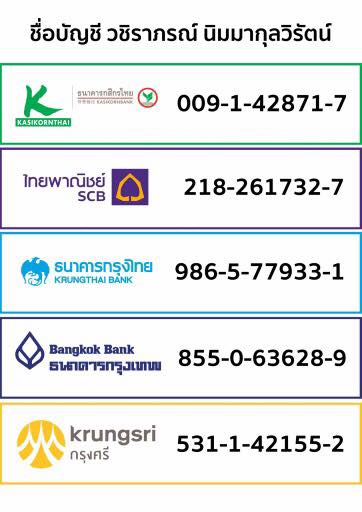 ชื่อบัญชี วชิราภรณ์ นิมมากุลวิรัตน์
ธนาคารกสิกรไทย
KASIKORNTHAI
009-1-42871-7
ไทยพาณิชย์
SCB
218-261732-7
ธนาคารกรุงไทย
KRUNGTHAI BANK
986-5-77933-1
Bangkok Bank
ธนาคารกรุงเทพ
855-0-63628-9
krungsri
กรุงศรี
531-1-42155-2